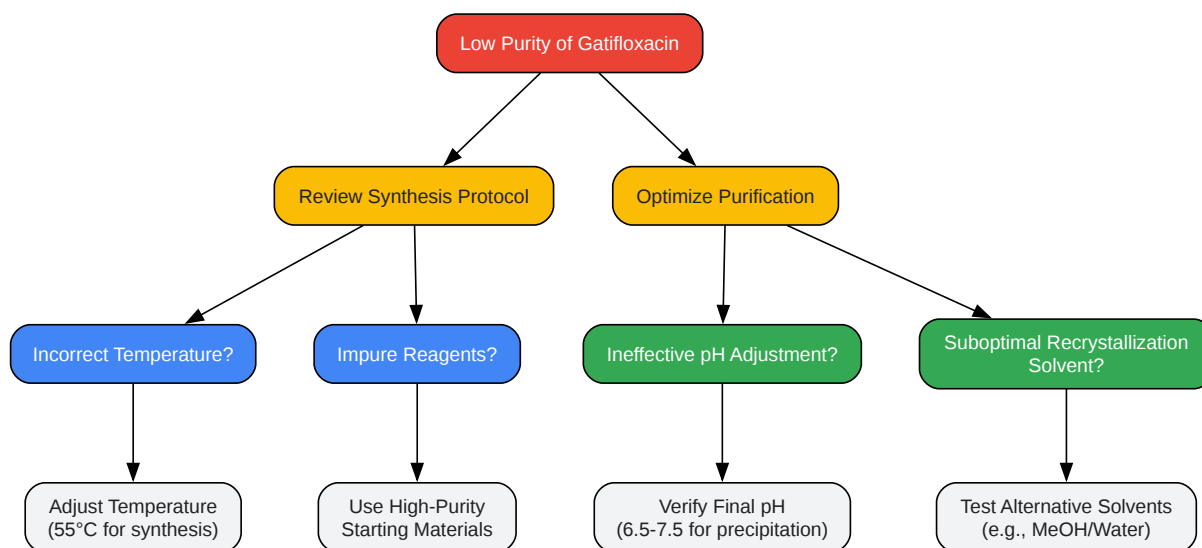 Low Purity of Gatifloxacin
Review Synthesis Protocol
Optimize Purification
Incorrect Temperature?
Impure Reagents?
Ineffective pH Adjustment?
Suboptimal Recrystallization
Solvent?
Adjust Temperature
(55°C for synthesis)
Use High-Purity
Starting Materials
Verify Final pH
(6.5-7.5 for precipitation)
Test Alternative Solvents
(e.g., MeOH/Water)